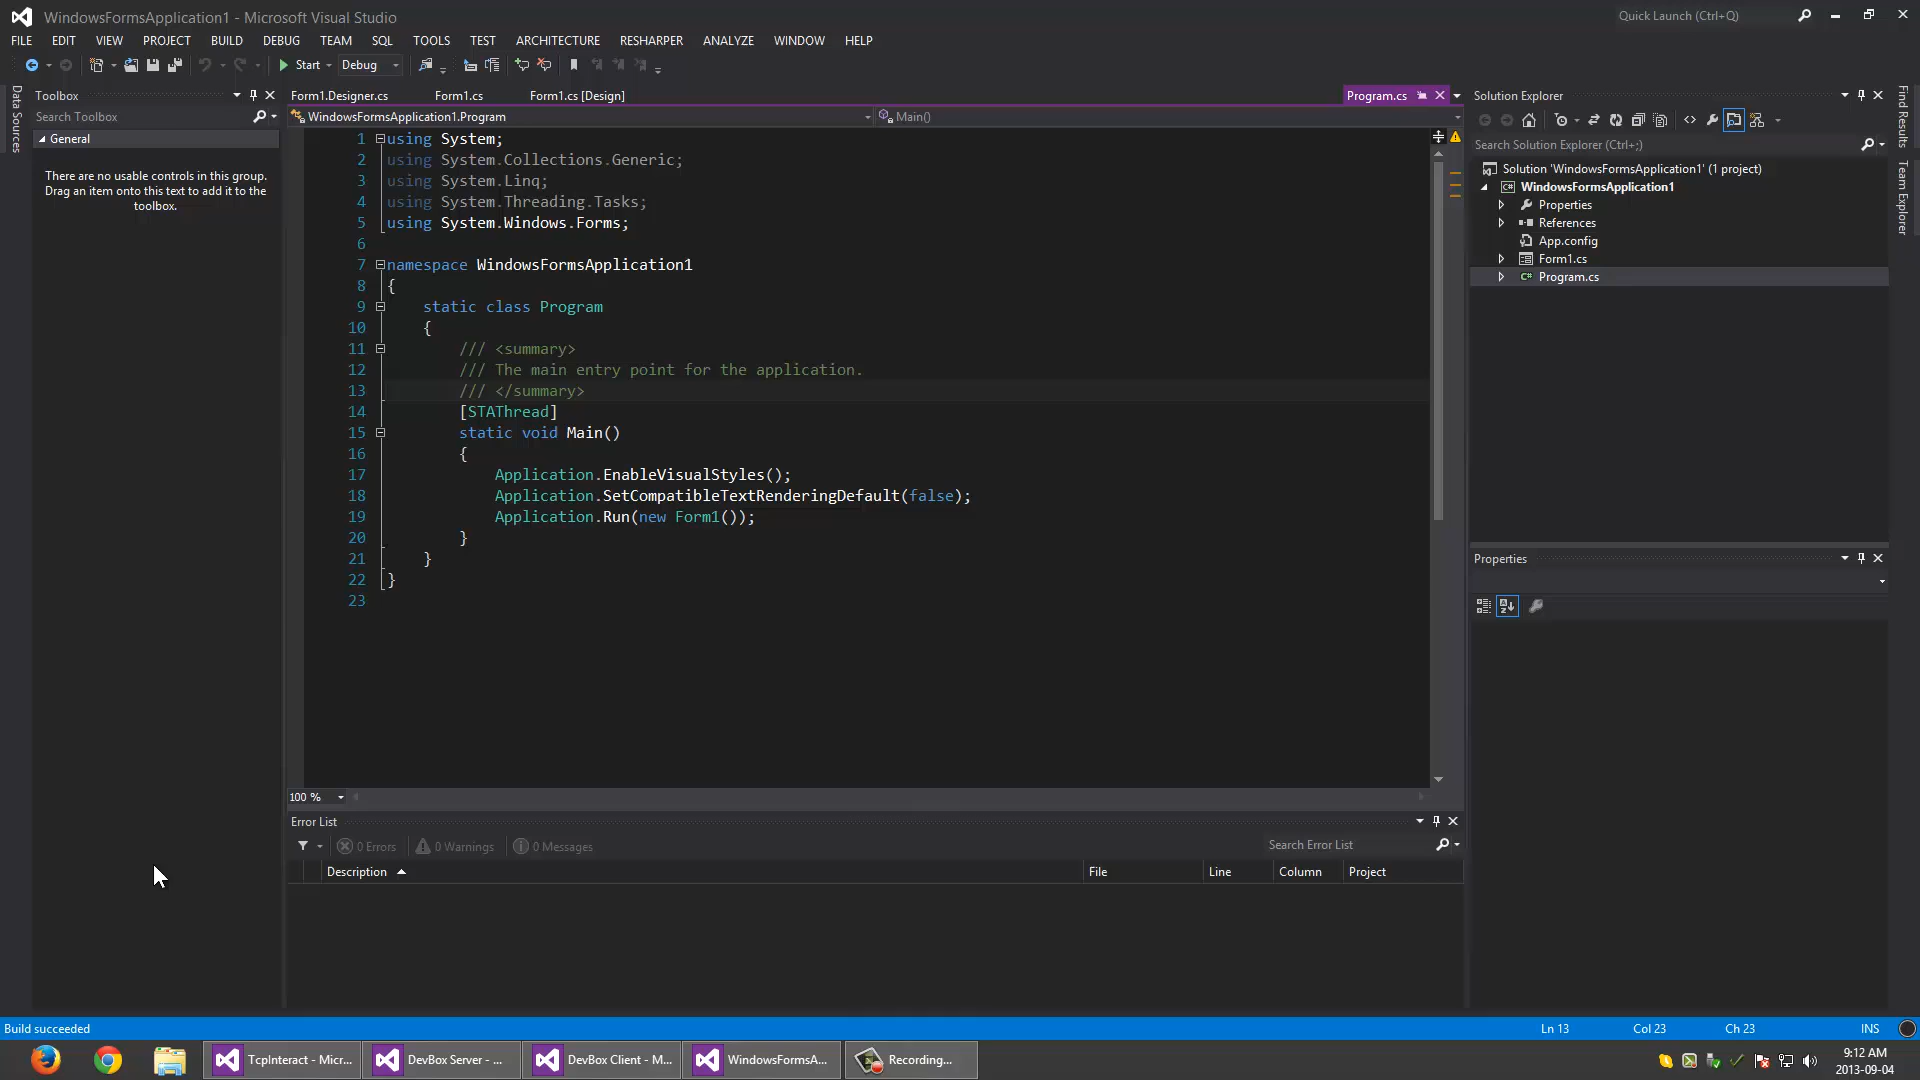 WindowsFormsApplication1 - Microsoft Visual Studio
Quick Launch (Ctrl+Q)
FILE EDIT VIEW PROJECT BUILD DEBUG TEAM SQL TOOLS TEST ARCHITECTURE RESHARPER ANALYZE WINDOW HELP
Start Debug
Data Sources
Toolbox
Search Toolbox
General
There are no usable controls in this group.
Drag an item onto this text to add it to the
toolbox.
Form1.Designer.cs Form1.cs Form1.cs [Design] Program.cs
WindowsFormsApplication1.Program Main()
1 using System;
2 using System.Collections.Generic;
3 using System.Linq;
4 using System.Threading.Tasks;
5 using System.Windows.Forms;
6
7 namespace WindowsFormsApplication1
8 {
9 static class Program
10 {
11 /// <summary>
12 /// The main entry point for the application.
13 /// </summary>
14 [STAThread]
15 static void Main()
16 {
17 Application.EnableVisualStyles();
18 Application.SetCompatibleTextRenderingDefault(false);
19 Application.Run(new Form1());
20 }
21 }
22 }
23
100 %
Error List
0 Errors 0 Warnings 0 Messages
Search Error List
Description File Line Column Project
Solution Explorer
Search Solution Explorer (Ctrl+;)
Solution 'WindowsFormsApplication1' (1 project)
C# WindowsFormsApplication1
Properties
References
App.config
Form1.cs
C# Program.cs
Properties
Find Results
Team Explorer
Build succeeded
Ln 13 Col 23 Ch 23 INS
TcpInteract - Micr...
DevBox Server - ...
DevBox Client - M...
WindowsFormsA...
Recording...
9:12 AM
2013-09-04